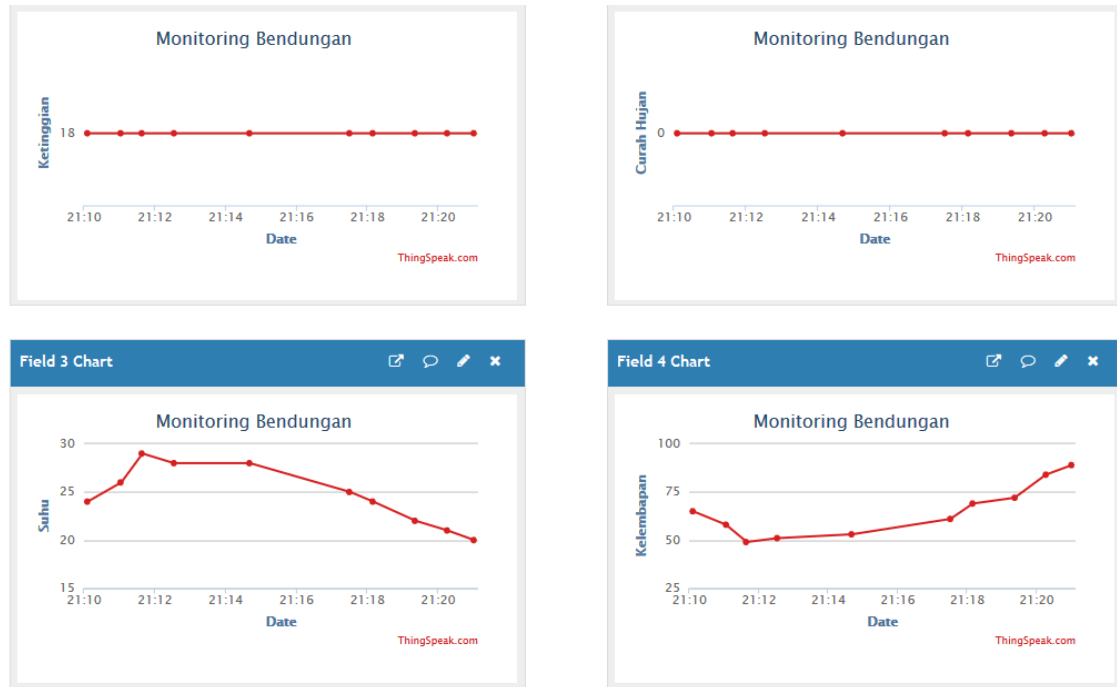 Monitoring Bendungan
Ketinggian
18
21:10 21:12 21:14 21:16 21:18 21:20
Date
ThingSpeak.com
Monitoring Bendungan
Curah Hujan
0
21:10 21:12 21:14 21:16 21:18 21:20
Date
ThingSpeak.com
Field 3 Chart
Monitoring Bendungan
Suhu
30
25
20
15
21:10 21:12 21:14 21:16 21:18 21:20
Date
ThingSpeak.com
Field 4 Chart
Monitoring Bendungan
Kelembapan
100
75
50
25
21:10 21:12 21:14 21:16 21:18 21:20
Date
ThingSpeak.com